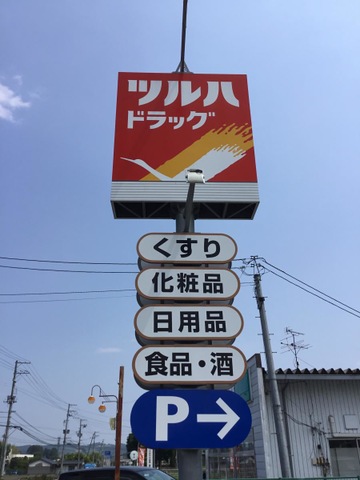 ツルハ
ドラッグ
くすり
化粧品
日用品
食品・酒
P→